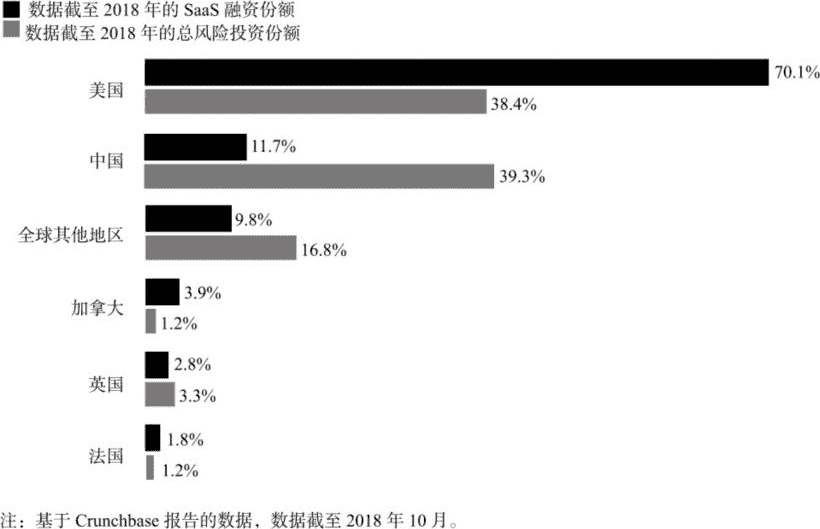 数据截至 2018 年的 SaaS 融资份额
数据截至 2018 年的总风险投资份额
美国
70.1%
38.4%
中国
11.7%
39.3%
全球其他地区
9.8%
16.8%
加拿大
3.9%
1.2%
英国
2.8%
3.3%
法国
1.8%
1.2%
注：基于 Crunchbase 报告的数据，数据截至 2018 年 10 月。